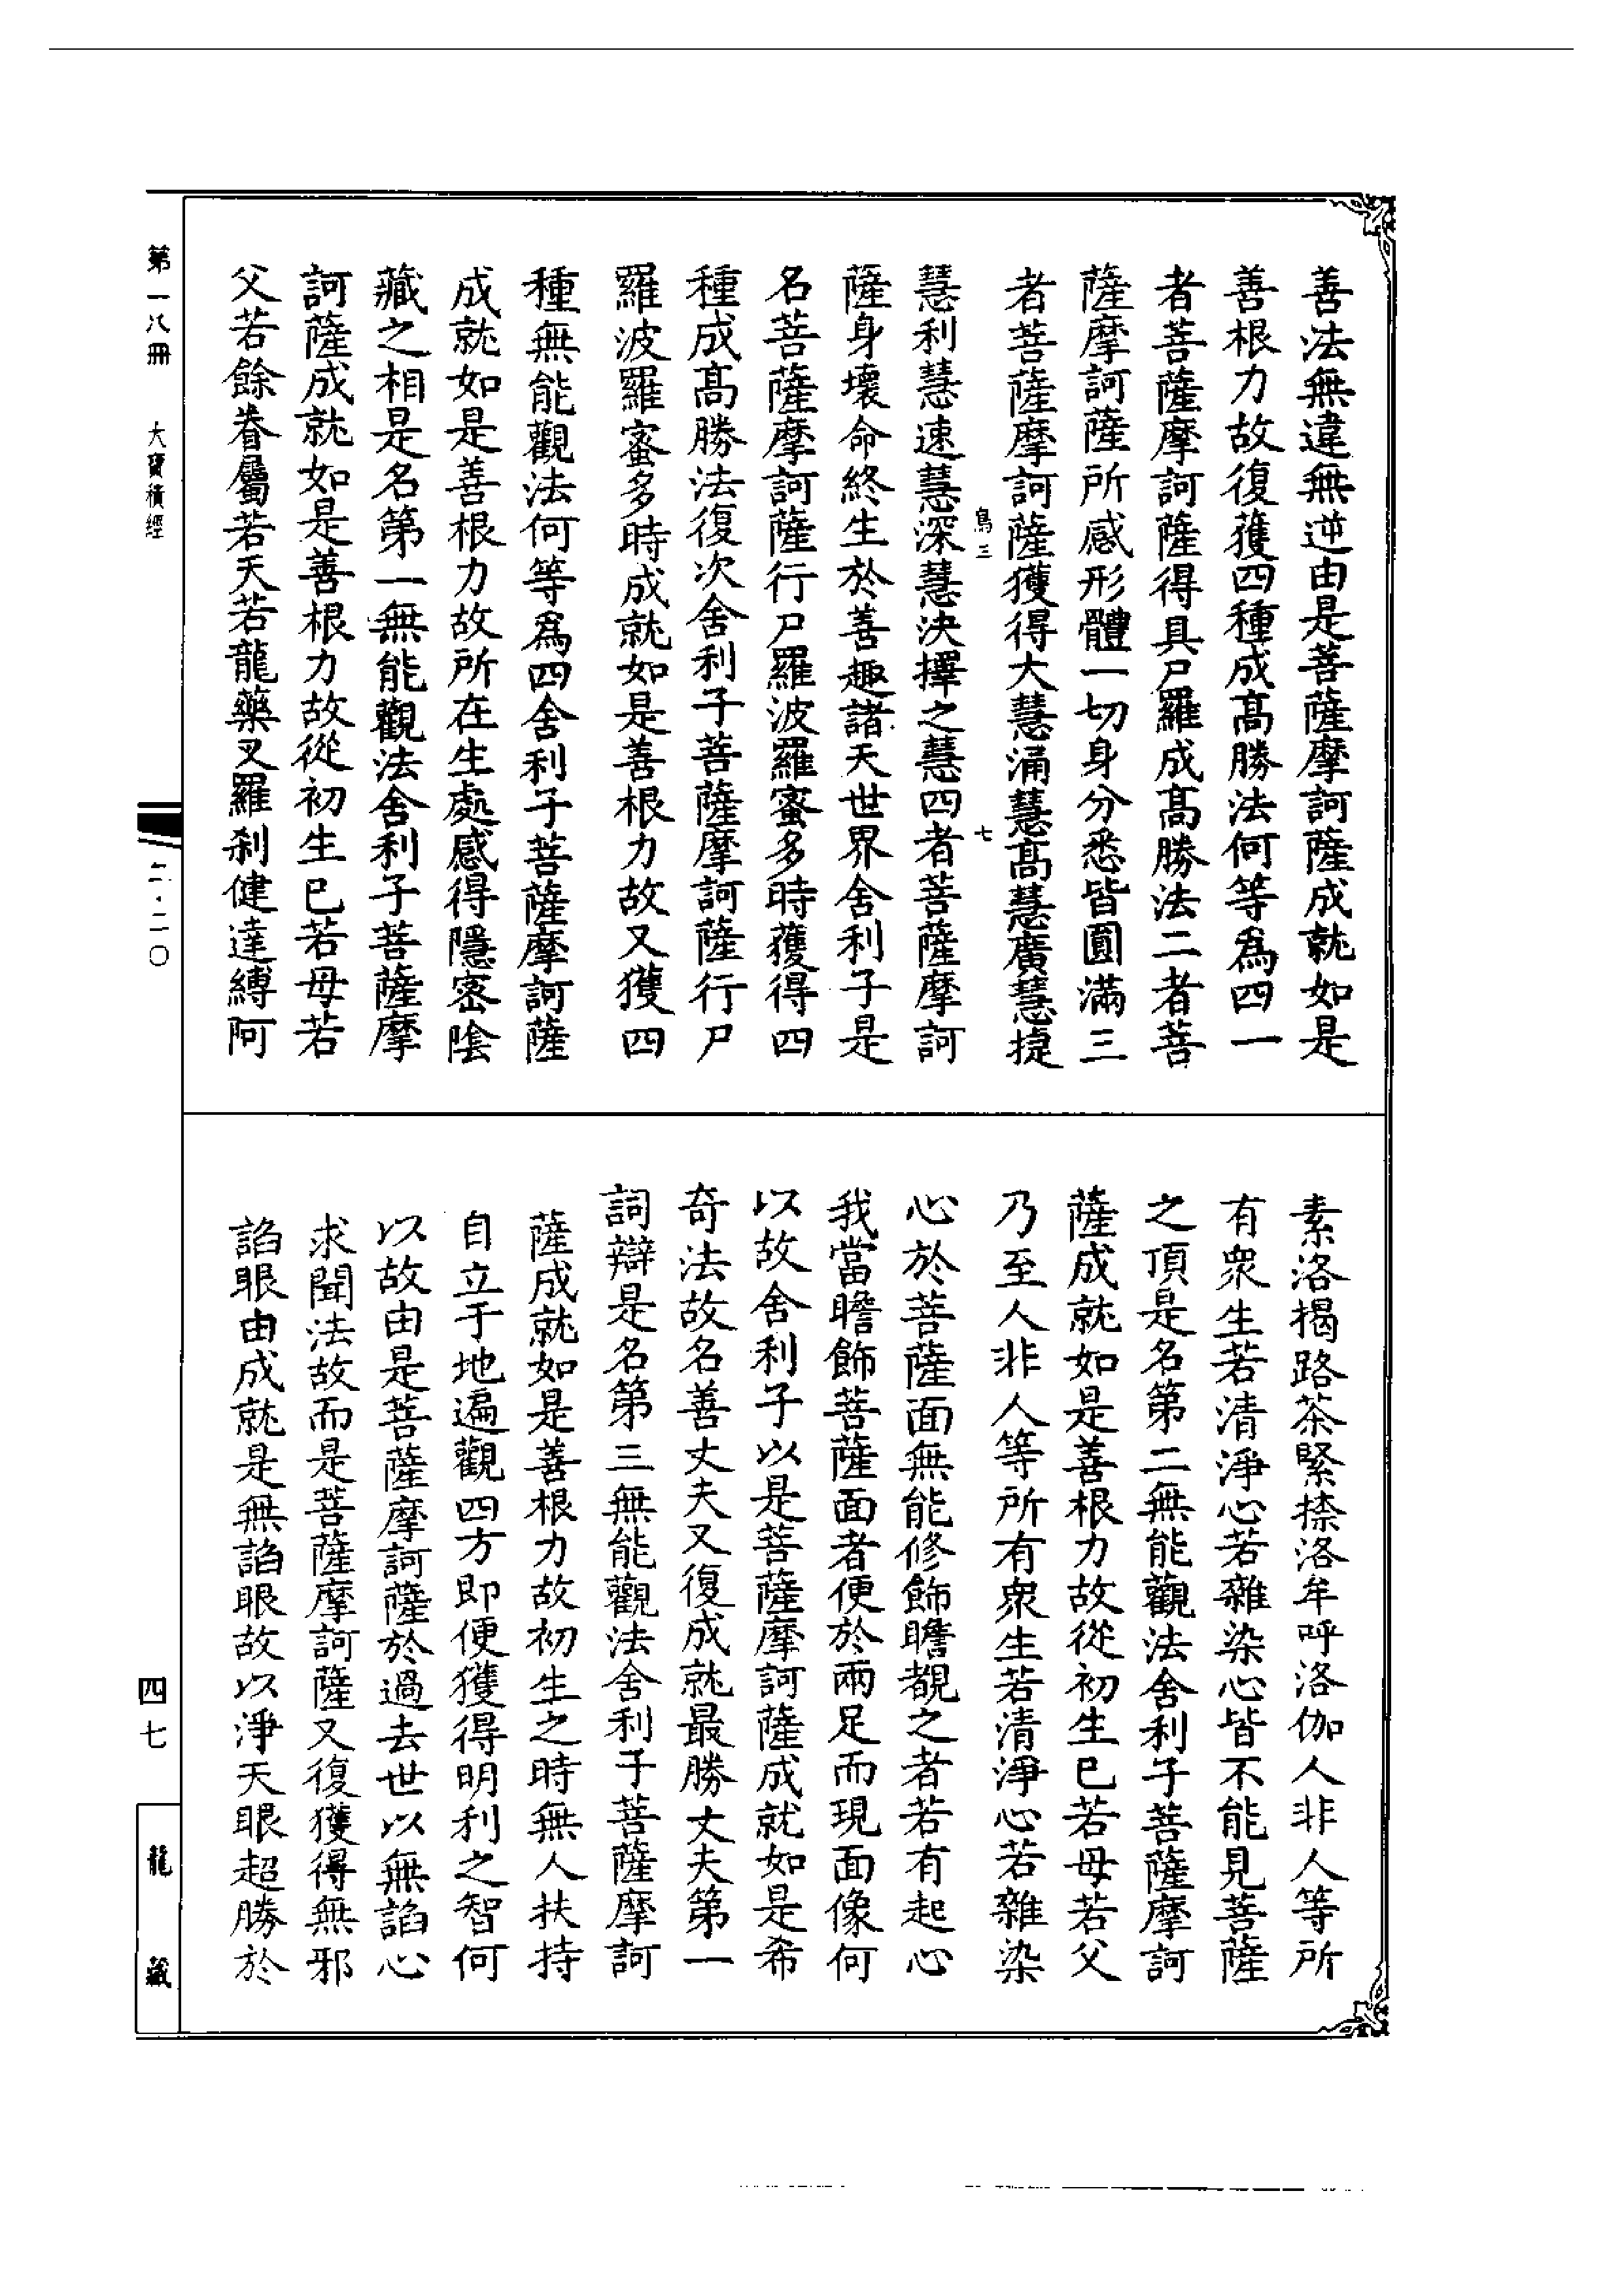 善法無違無逆由是菩薩摩訶薩成就如是
善根力故復獲四種成髙勝法何等爲四一
者菩薩摩訶薩得具尸羅成髙勝法二者菩
薩摩訶薩所感形體一切身分悉皆圓滿三
者菩薩摩訶薩獲得大慧涌慧髙慧廣慧捷
鳥三 七
慧利慧速慧深慧決擇之慧四者菩薩摩訶
薩身壞命終生於善趣諸天世界舍利子是
名菩薩摩訶薩行尸羅波羅蜜多時獲得四
種成髙勝法復次舍利子菩薩摩訶薩行尸
羅波羅蜜多時成就如是善根力故又獲四
種無能觀法何等爲四舍利子菩薩摩訶薩
成就如是善根力故所在生處感得隱密陰
藏之相是名第一無能觀法舍利子菩薩摩
訶薩成就如是善根力故從初生已若母若
父若餘眷屬若天若龍藥叉羅刹健達縛阿
素洛揭路茶緊捺洛牟呼洛伽人非人等所
有衆生若清淨心若雜染心皆不能見菩薩
之頂是名第二無能觀法舍利子菩薩摩訶
薩成就如是善根力故從初生已若母若父
乃至人非人等所有衆生若清淨心若雜染
心於菩薩面無能修飾瞻覩之者若有起心
我當瞻飾菩薩面者便於兩足而現面像何
以故舍利子以是菩薩摩訶薩成就如是希
奇法故名善丈夫又復成就最勝丈夫第一
詞辯是名第三無能觀法舍利子菩薩摩訶
薩成就如是善根力故初生之時無人扶持
自立于地遍觀四方即便獲得明利之智何
以故由是菩薩摩訶薩於過去世以無諂心
求聞法故而是菩薩摩訶薩又復獲得無邪
諂眼由成就是無諂眼故以淨天眼超勝於
第一八冊 大寶積經
二·二〇
四七
龍藏